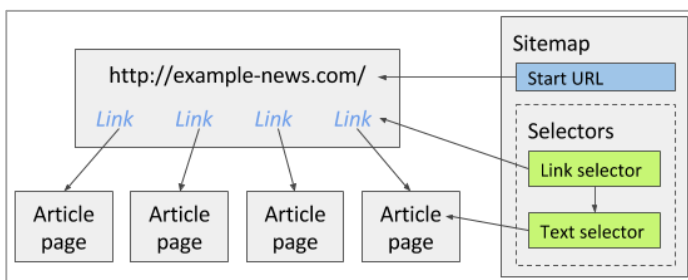 http://example-news.com/
Link Link Link Link
Article page
Article page
Article page
Article page
Sitemap
Start URL
Selectors
Link selector
Text selector